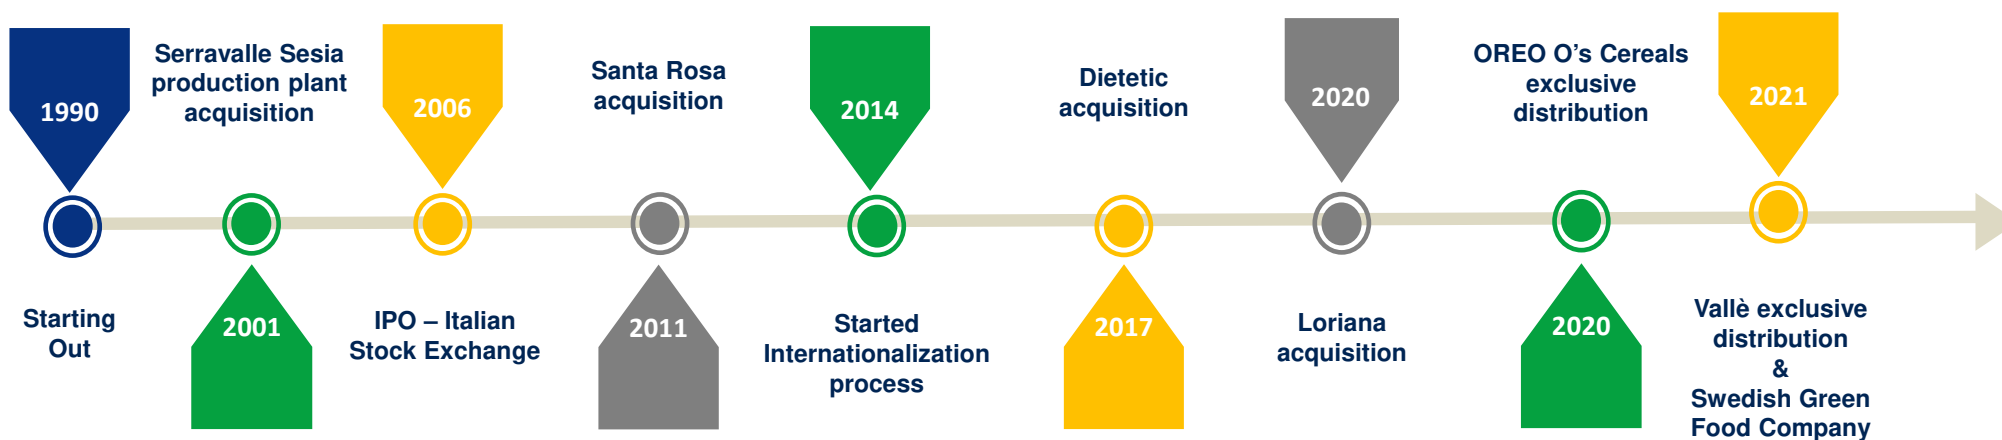 1990
Starting
Out
Serravalle Sesia
production plant
acquisition
2001
2006
IPO – Italian
Stock Exchange
Santa Rosa
acquisition
2011
2014
Started
Internationalization
process
Dietetic
acquisition
2017
2020
Loriana
acquisition
OREO O’s Cereals
exclusive
distribution
2020
2021
Vallè exclusive
distribution
&
Swedish Green
Food Company